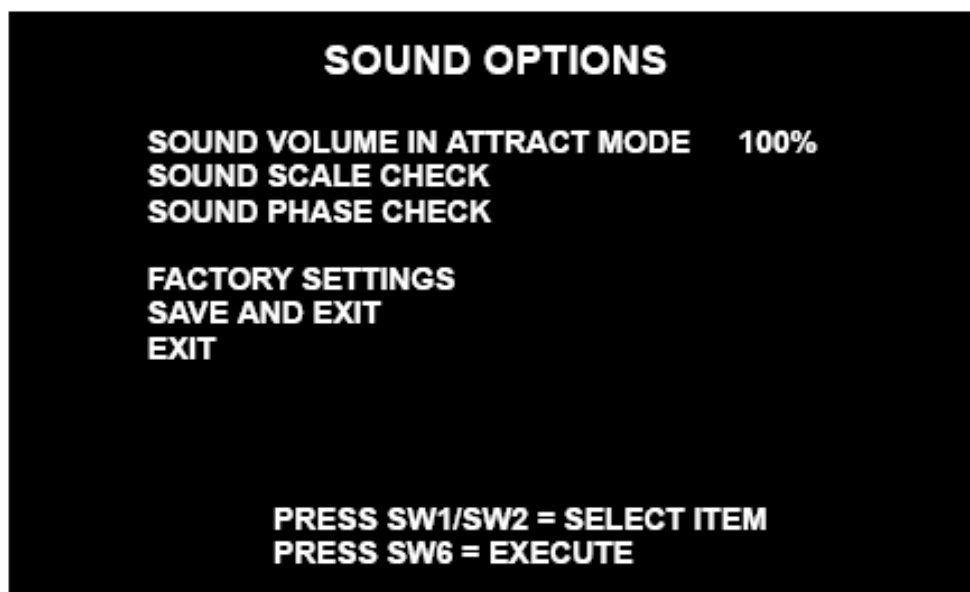 SOUND OPTIONS
SOUND VOLUME IN ATTRACT MODE 100%
SOUND SCALE CHECK
SOUND PHASE CHECK
FACTORY SETTINGS
SAVE AND EXIT
EXIT
PRESS SW1/SW2 = SELECT ITEM
PRESS SW6 = EXECUTE